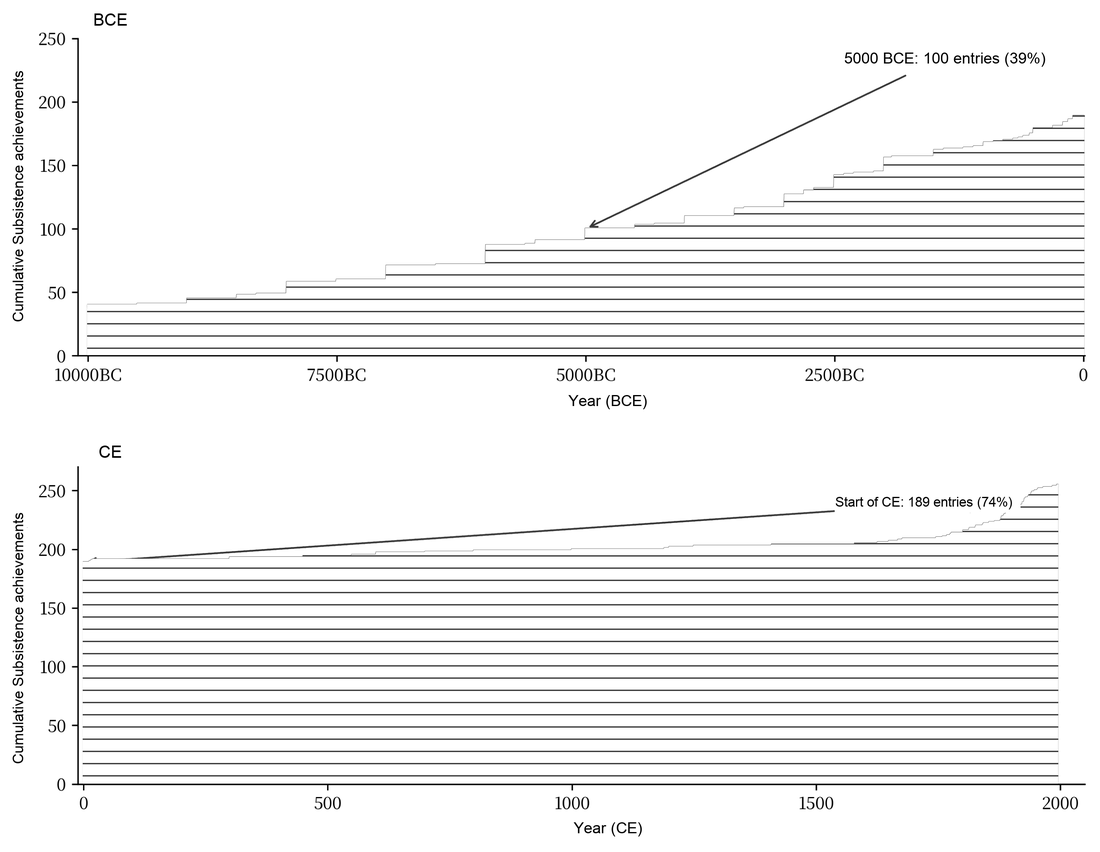 BCE
250
200
150
100
50
0
Cumulative Subsistence achievements
5000 BCE: 100 entries (39%)
10000BC
7500BC
5000BC
2500BC
0
Year (BCE)
CE
250
200
150
100
50
0
Cumulative Subsistence achievements
Start of CE: 189 entries (74%)
0
500
1000
1500
2000
Year (CE)